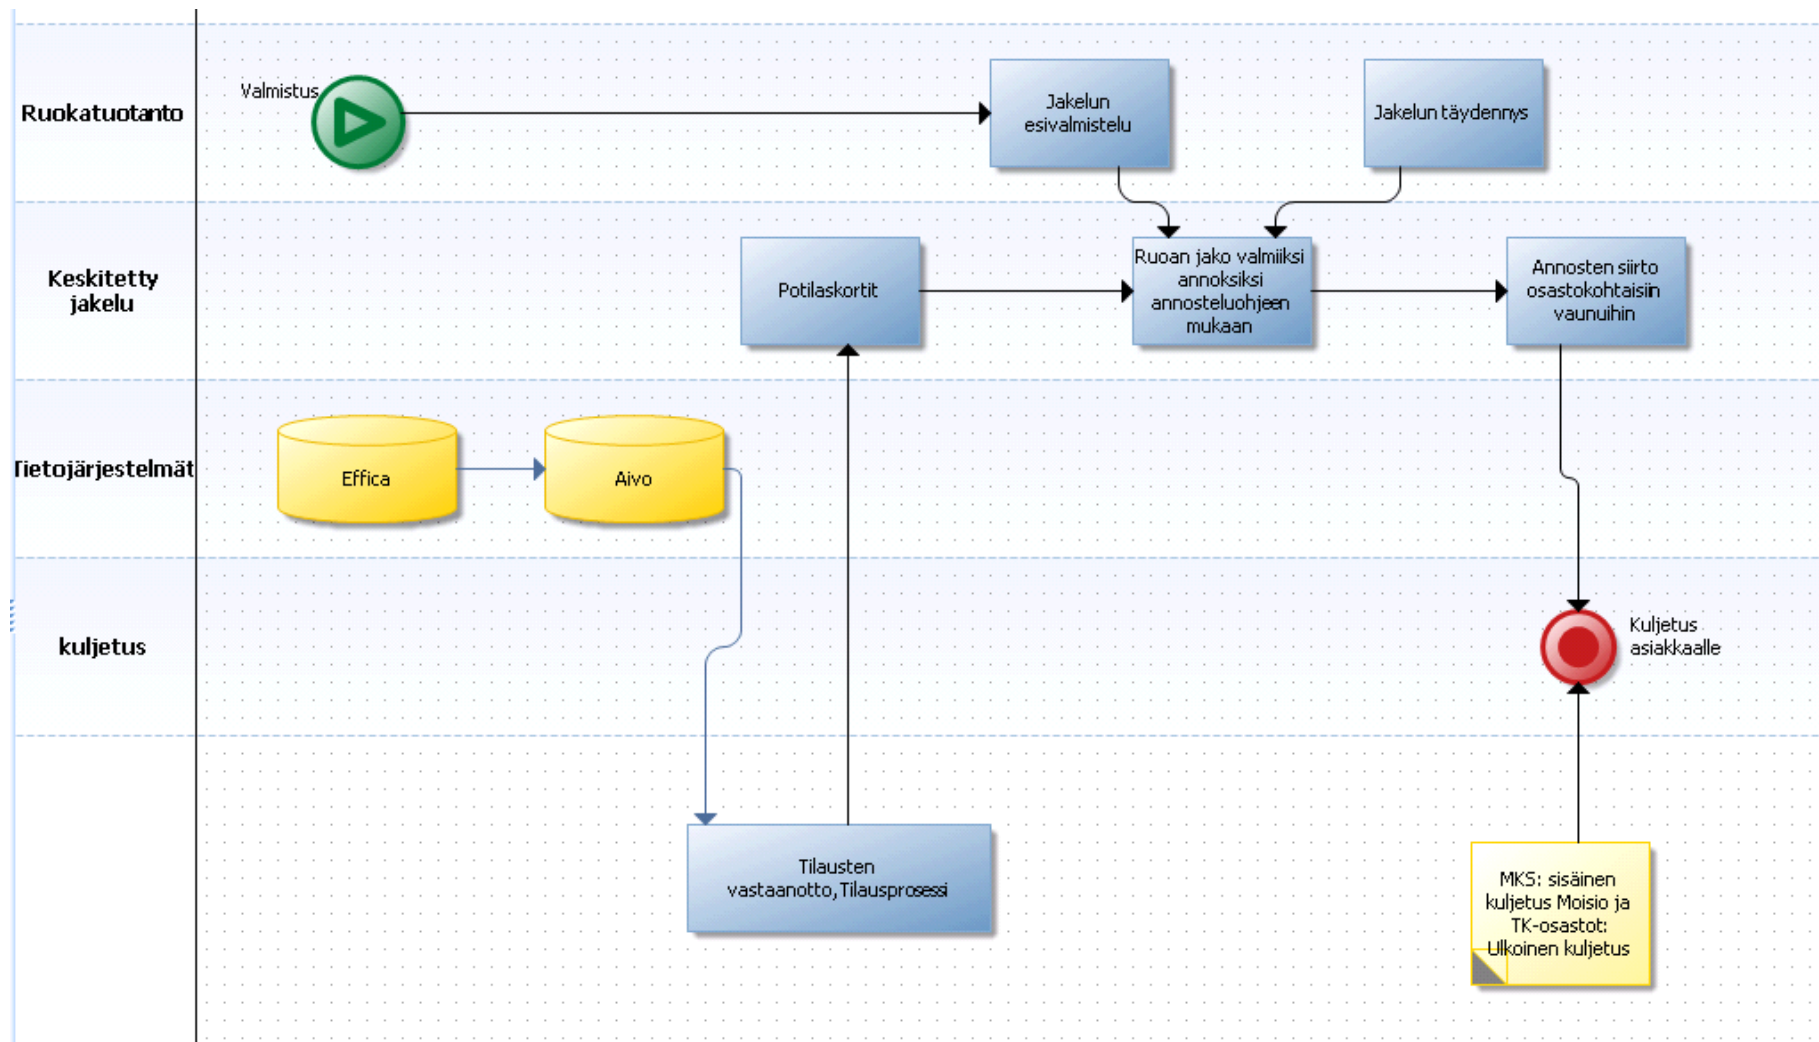 Valmistus
Ruokatuotanto
Jakelun
esivalmistelu
Jakelun täydennys
Keskitetty
jakelu
Potilaskortit
Ruoan jako valmiiksi
annoksiksi
annosteluohjeen
mukaan
Annosten siirto
osastokohtaisiin
vaunuihin
Tietojärjestelmät
Effica
Aivo
kuljetus
Kuljetus
asiakkaalle
Tilausten
vastaanotto,Tilausprosessi
MKS: sisäinen
kuljetus Moisio ja
TK-osastot:
Ulkoinen kuljetus